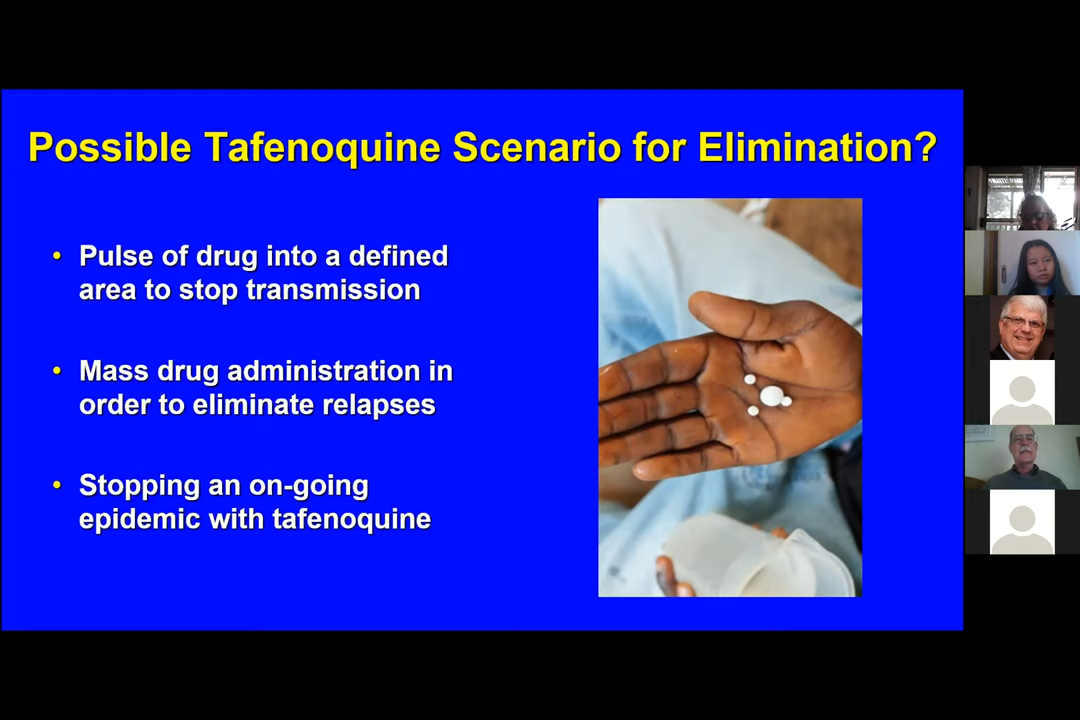 Possible Tafenoquine Scenario for Elimination?
• Pulse of drug into a defined
area to stop transmission
• Mass drug administration in
order to eliminate relapses
• Stopping an on-going
epidemic with tafenoquine